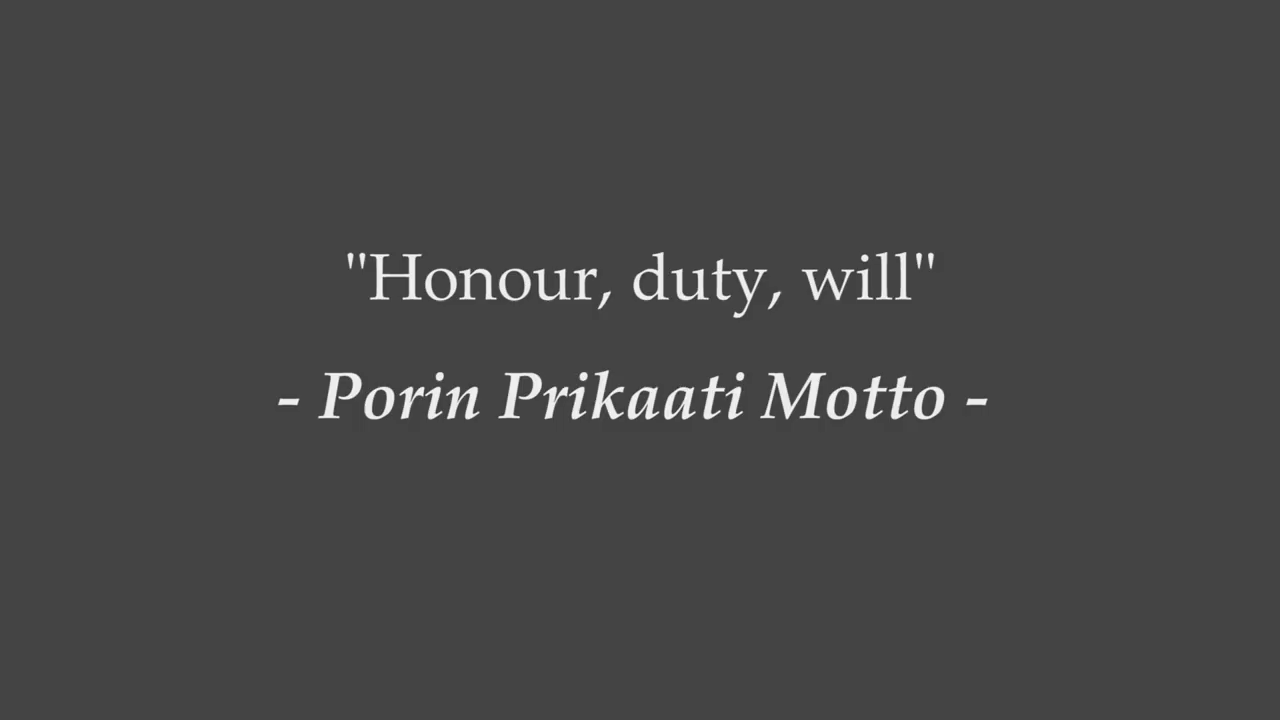 "Honour, duty, will"
- Porin Prikaati Motto -